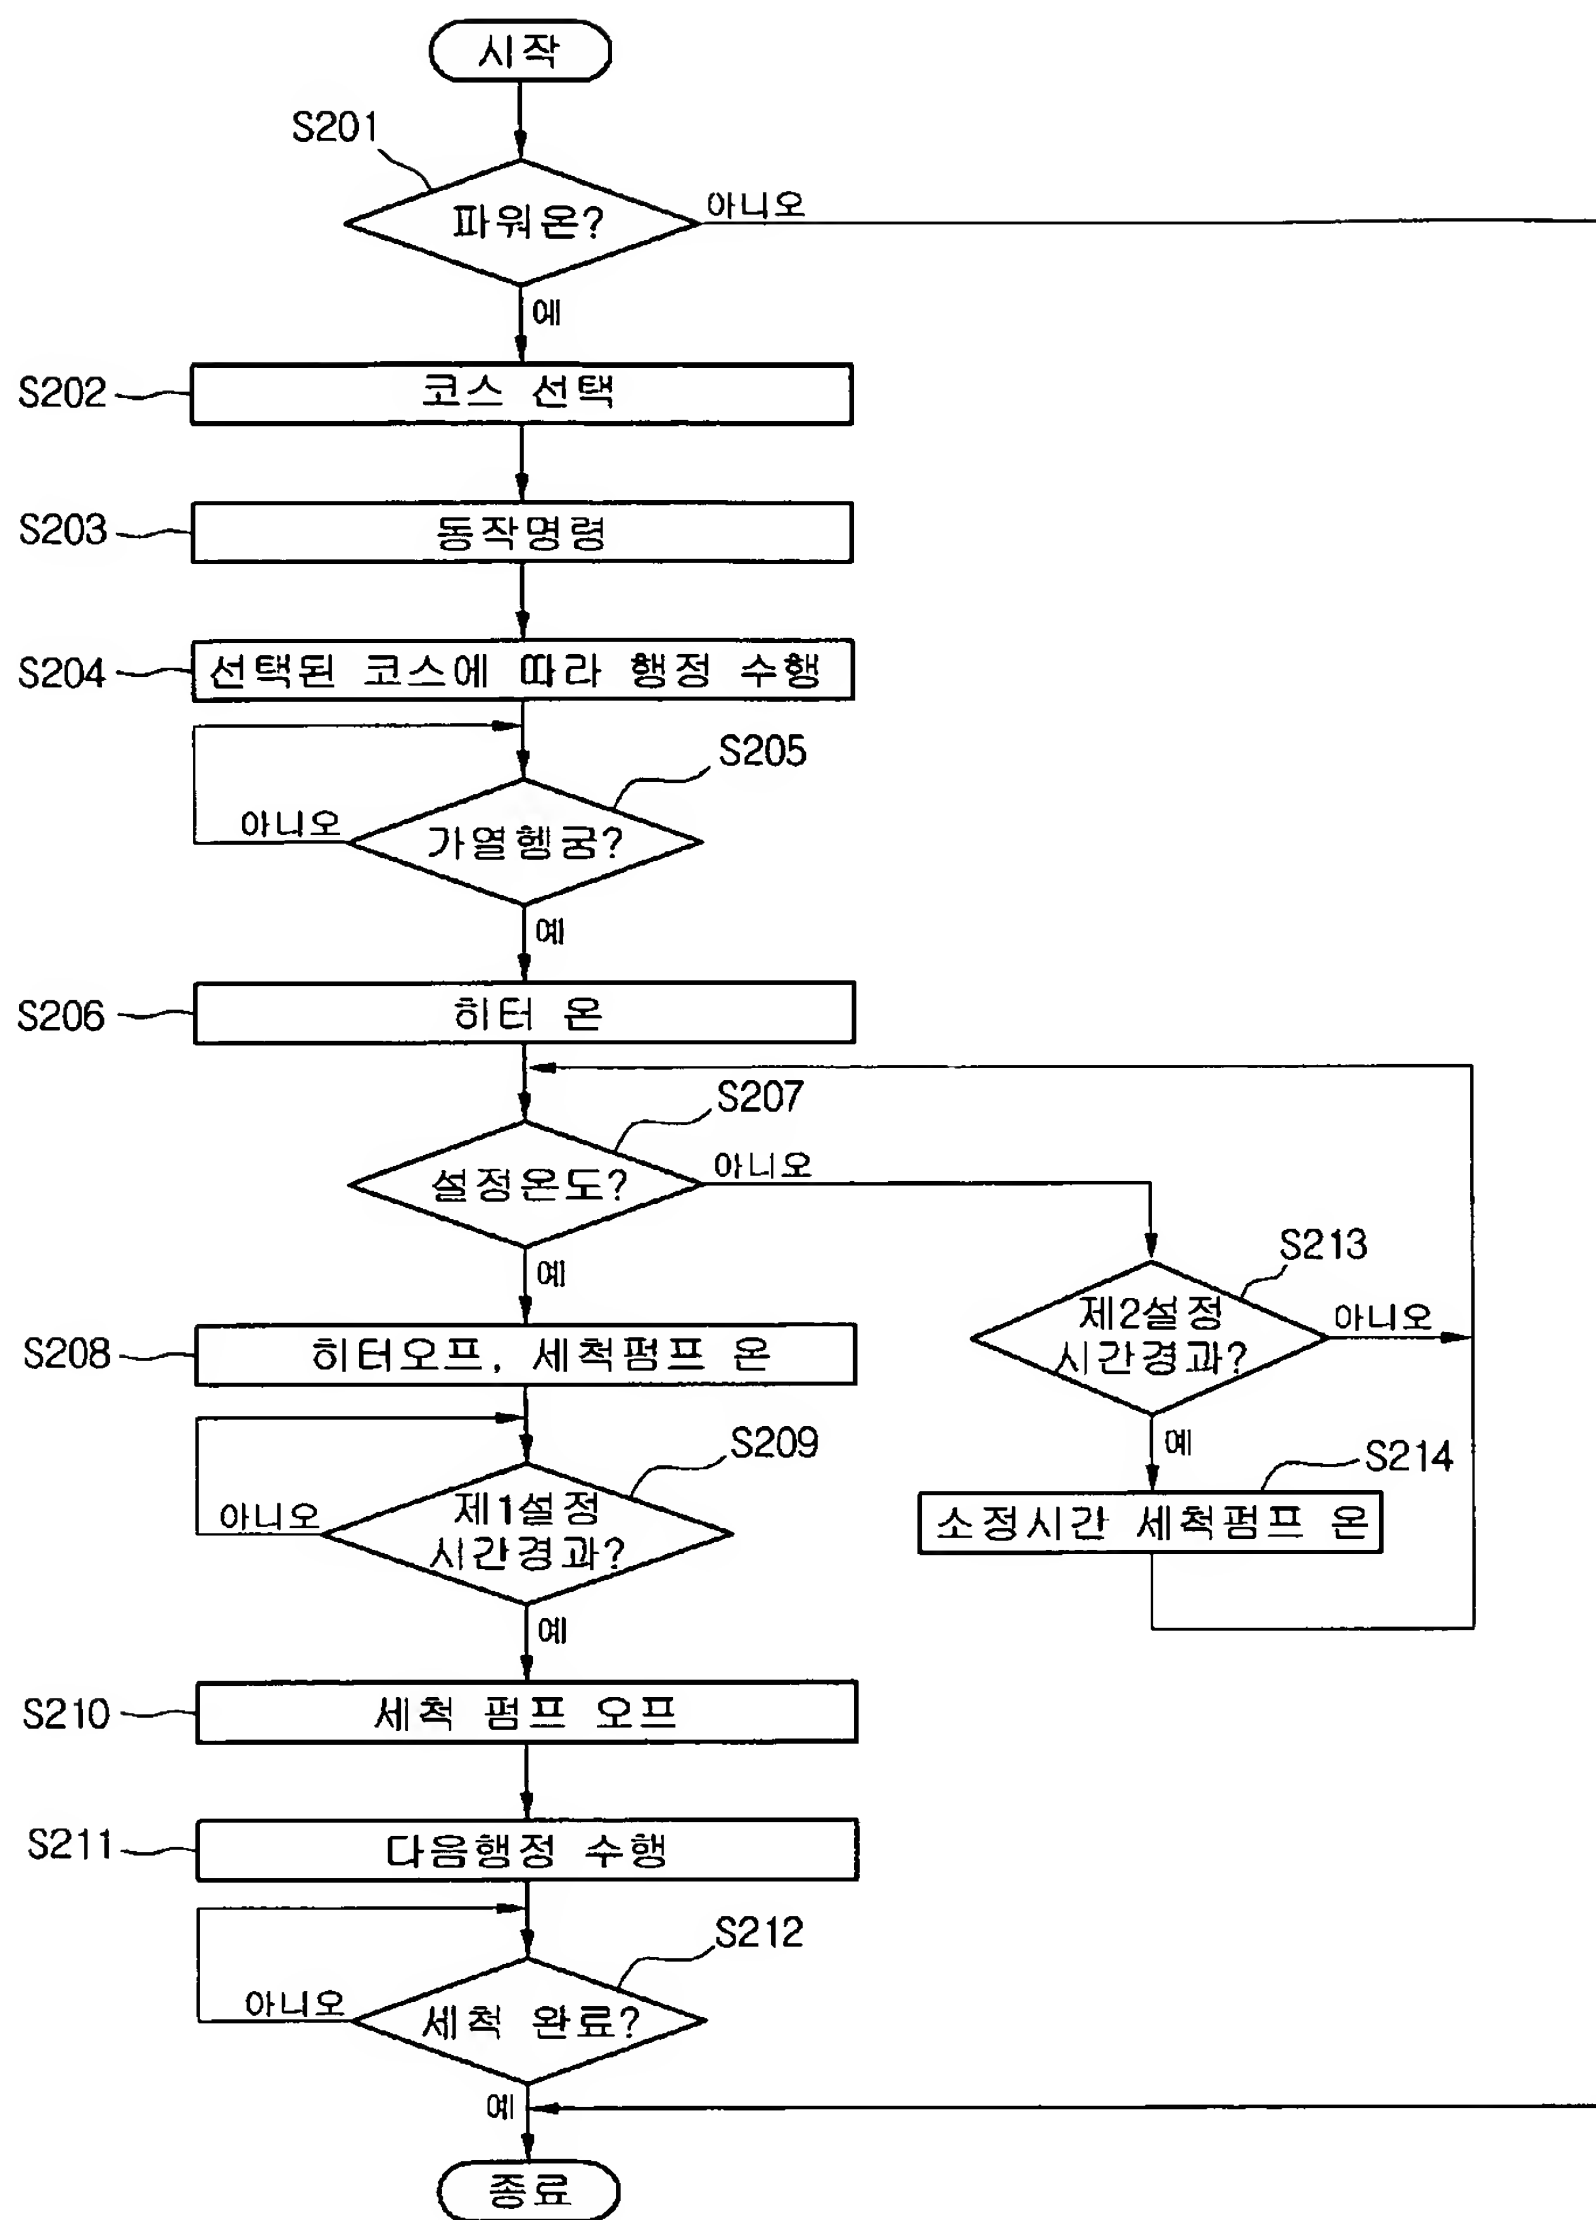 시작
S201
파워온?
아니오
예
S202
코스 선택
S203
동작명령
S204
선택된 코스에 따라 행정 수행
S205
아니오
가열헹굼?
예
S206
히터 온
S207
설정온도?
아니오
예
S213
제2설정
시간경과?
아니오
예
S208
히터오프, 세척펌프 온
S209
제1설정
시간경과?
아니오
예
S214
소정시간 세척펌프 온
S210
세척 펌프 오프
S211
다음행정 수행
S212
아니오
세척 완료?
예
종료